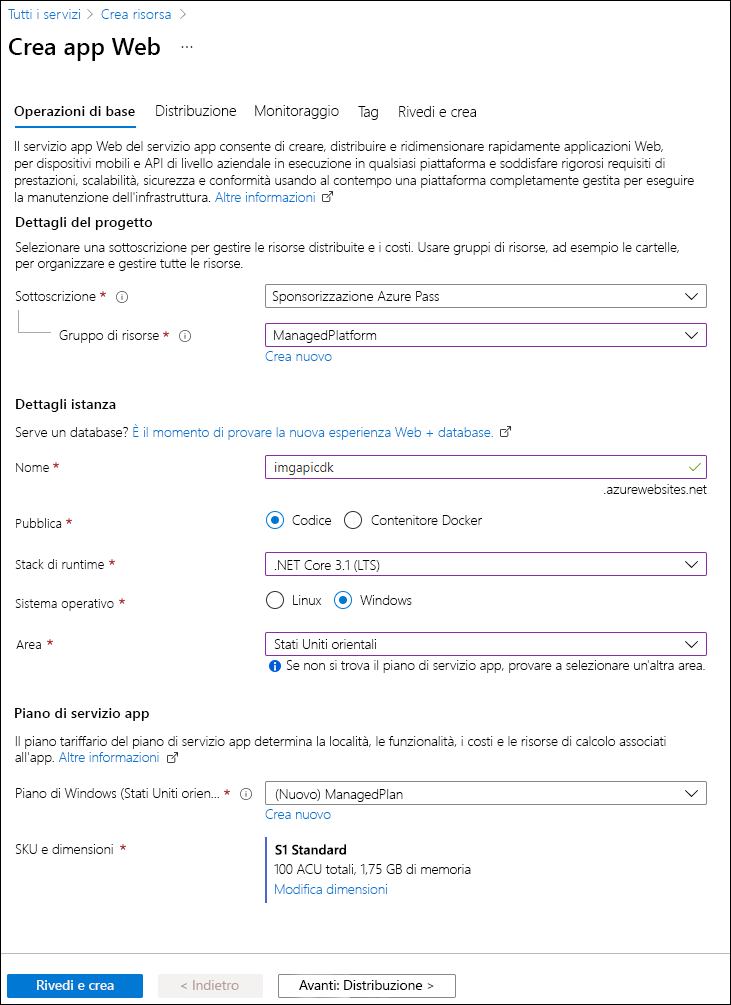 Tutti i servizi > Crea risorsa >
Crea app Web ...
Operazioni di base Distribuzione Monitoraggio Tag Rivedi e crea
Il servizio app Web del servizio app consente di creare, distribuire e ridimensionare rapidamente applicazioni Web,
per dispositivi mobili e API di livello aziendale in esecuzione in qualsiasi piattaforma e soddisfare rigorosi requisiti di
prestazioni, scalabilità, sicurezza e conformità usando al contempo una piattaforma completamente gestita per eseguire
la manutenzione dell'infrastruttura. Altre informazioni
Dettagli del progetto
Selezionare una sottoscrizione per gestire le risorse distribuite e i costi. Usare gruppi di risorse, ad esempio le cartelle,
per organizzare e gestire tutte le risorse.
Sottoscrizione * Sponsorizzazione Azure Pass
Gruppo di risorse * ManagedPlatform
Crea nuovo
Dettagli istanza
Serve un database? È il momento di provare la nuova esperienza Web + database.
Nome * imgapicdk
.azurewebsites.net
Pubblica * Codice Contenitore Docker
Stack di runtime * .NET Core 3.1 (LTS)
Sistema operativo * Linux Windows
Area * Stati Uniti orientali
Se non si trova il piano di servizio app, provare a selezionare un'altra area.
Piano di servizio app
Il piano tariffario del piano di servizio app determina la località, le funzionalità, i costi e le risorse di calcolo associati
all'app. Altre informazioni
Piano di Windows (Stati Uniti orien... * (Nuovo) ManagedPlan
Crea nuovo
SKU e dimensioni * S1 Standard
100 ACU totali, 1,75 GB di memoria
Modifica dimensioni
Rivedi e crea < Indietro Avanti: Distribuzione >